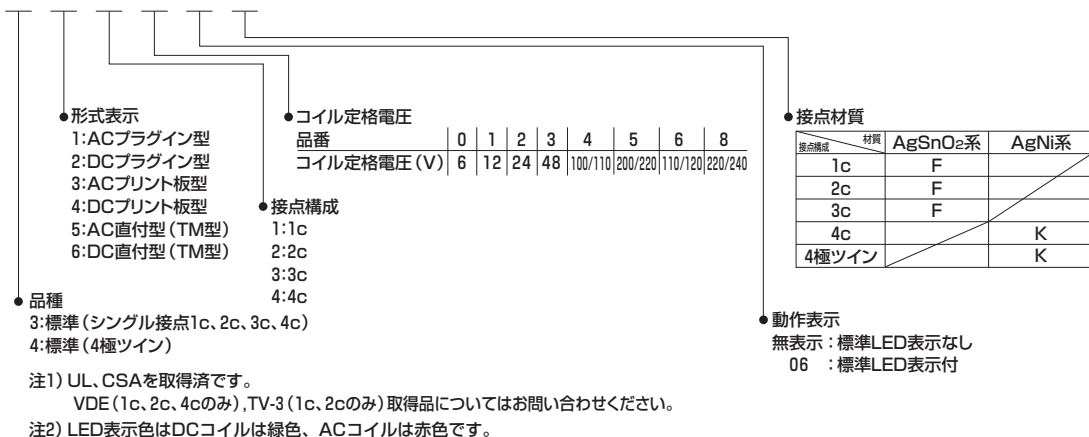 ●形式表示
1:ACプラグイン型
2:DCプラグイン型
3:ACプリント板型
4:DCプリント板型
5:AC直付型(TM型)
6:DC直付型(TM型)
●コイル定格電圧
品番 0 1 2 3 4 5 6 8
コイル定格電圧(V) 6 12 24 48 100/110 200/220 110/120 220/240
●接点構成
1:1c
2:2c
3:3c
4:4c
●接点材質
接点構成 材質 AgSnO₂系 AgNi系
1c F
2c F
3c F
4c K
4極ツイン K
●品種
3:標準(シングル接点1c、2c、3c、4c)
4:標準(4極ツイン)
●動作表示
無表示:標準LED表示なし
06 :標準LED表示付
注1)UL、CSAを取得済です。
VDE(1c、2c、4cのみ),TV-3(1c、2cのみ)取得品についてはお問い合わせください。
注2)LED表示色はDCコイルは緑色、ACコイルは赤色です。